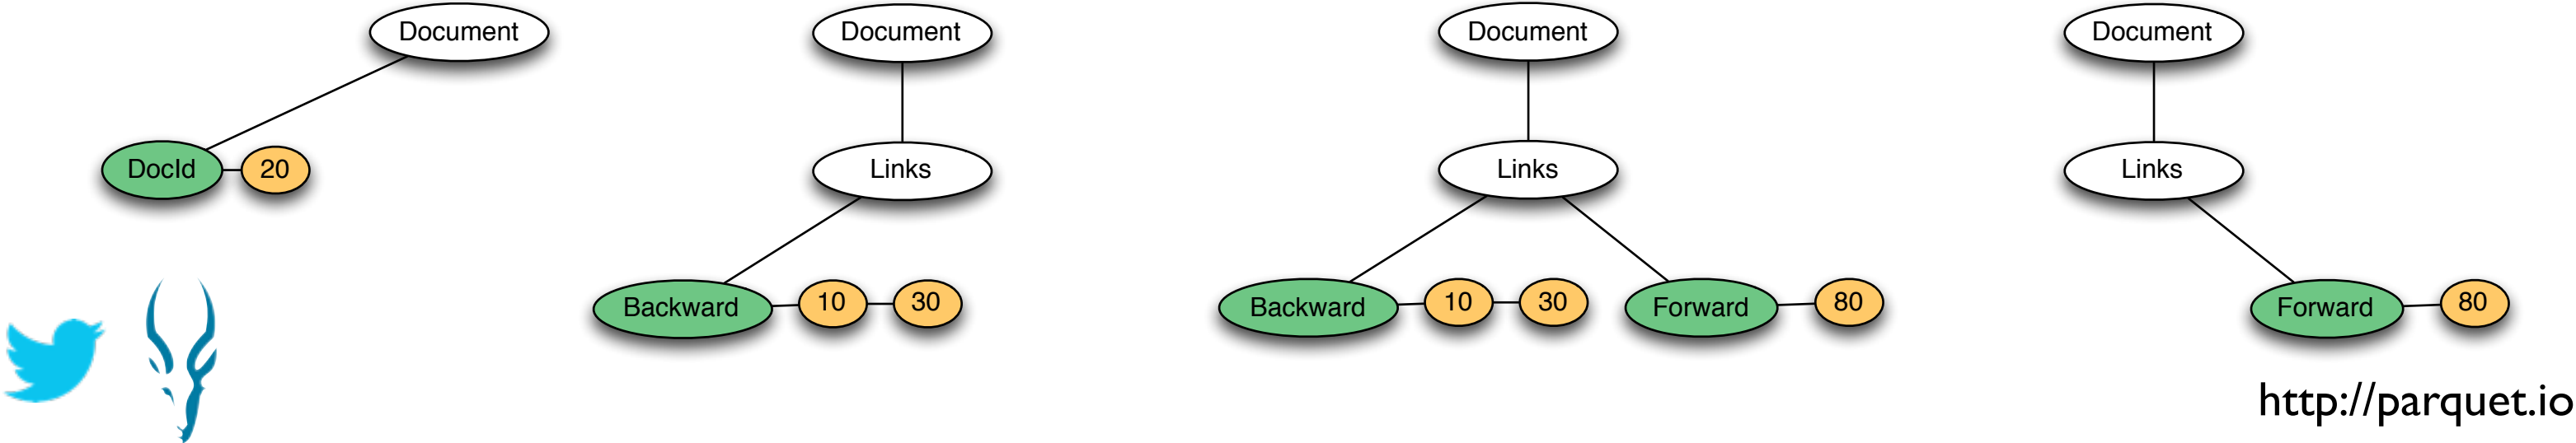 Document
DocId 20
Document
Links
Backward 10 30
Document
Links
Backward 10 30 Forward 80
Document
Links
Forward 80
http://parquet.io